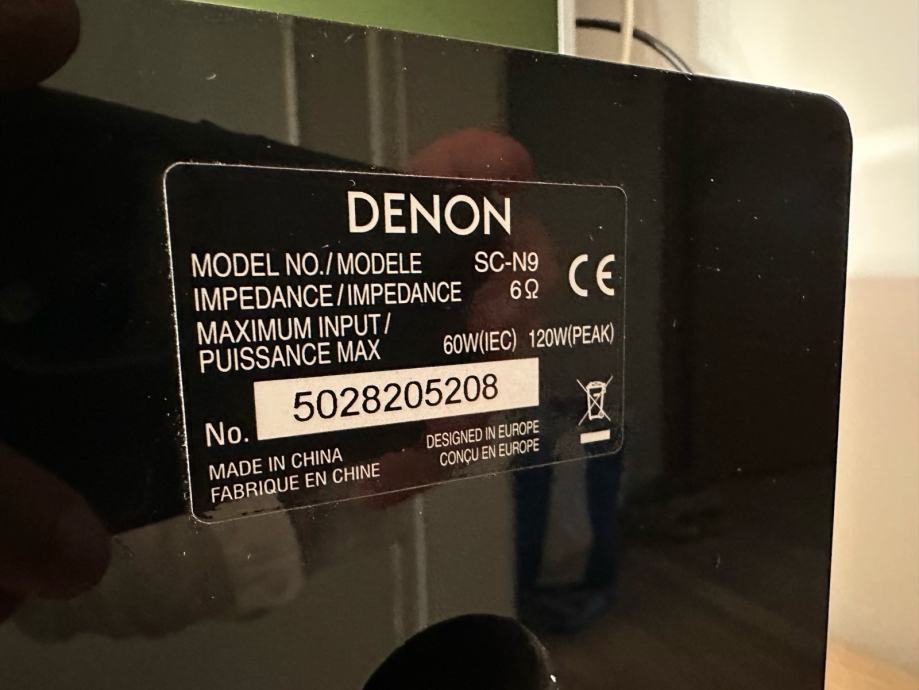 DENON
MODEL NO./MODELE SC-N9
IMPEDANCE/IMPEDANCE 6Ω
MAXIMUM INPUT/
PUISSANCE MAX 60W(IEC) 120W(PEAK)
CE
No. 5028205208
MADE IN CHINA
FABRIQUE EN CHINE
DESIGNED IN EUROPE
CONÇU EN EUROPE